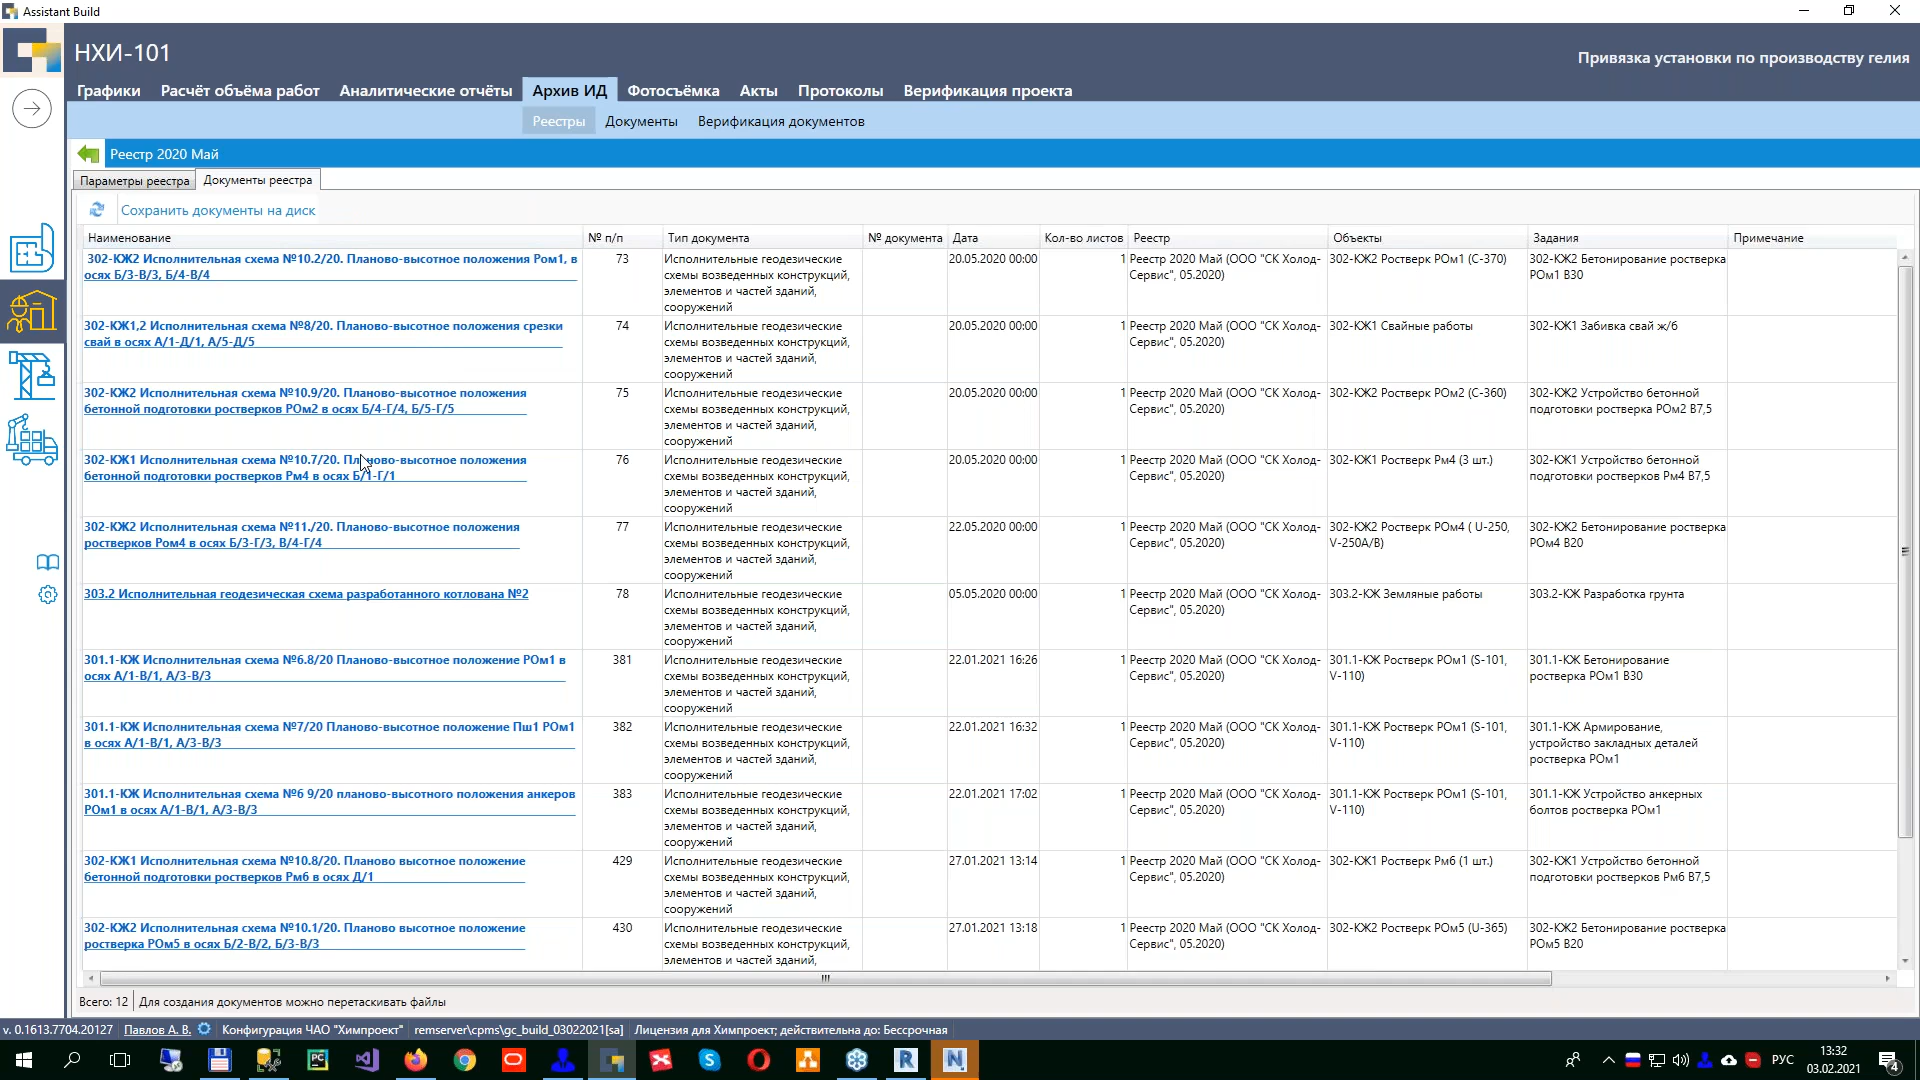 Assistant Build
НХИ-101
Привязка установки по производству гелия
Графики Расчёт объёма работ Аналитические отчёты Архив ИД Фотосъёмка Акты Протоколы Верификация проекта
Реестры Документы Верификация документов
Реестр 2020 Май
Параметры реестра Документы реестра
Сохранить документы на диск
Наименование № п/п Тип документа № документа Дата Кол-во листов Реестр Объекты Задания Примечание
302-КЖ2 Исполнительная схема №10.2/20. Планово-высотное положения Ром1, в 73 Исполнительные геодезические 20.05.2020 00:00 1 Реестр 2020 Май (ООО "СК Холод- 302-КЖ2 Ростверк РОм1 (С-370) 302-КЖ2 Бетонирование ростверка
осях Б/3-В/3, Б/4-В/4 схемы возведенных конструкций, Сервис", 05.2020) РОм1 В30
элементов и частей зданий,
сооружений
302-КЖ1,2 Исполнительная схема №8/20. Планово-высотное положения срезки 74 Исполнительные геодезические 20.05.2020 00:00 1 Реестр 2020 Май (ООО "СК Холод- 302-КЖ1 Свайные работы 302-КЖ1 Забивка свай ж/б
свай в осях А/1-Д/1, А/5-Д/5 схемы возведенных конструкций, Сервис", 05.2020)
элементов и частей зданий,
сооружений
302-КЖ2 Исполнительная схема №10.9/20. Планово-высотное положения 75 Исполнительные геодезические 20.05.2020 00:00 1 Реестр 2020 Май (ООО "СК Холод- 302-КЖ2 Ростверк РОм2 (С-360) 302-КЖ2 Устройство бетонной
бетонной подготовки ростверков РОм2 в осях Б/4-Г/4, Б/5-Г/5 схемы возведенных конструкций, Сервис", 05.2020) подготовки ростверка РОм2 В7,5
элементов и частей зданий,
сооружений
302-КЖ1 Исполнительная схема №10.7/20. Планово-высотное положения 76 Исполнительные геодезические 20.05.2020 00:00 1 Реестр 2020 Май (ООО "СК Холод- 302-КЖ1 Ростверк Рм4 (3 шт.) 302-КЖ1 Устройство бетонной
бетонной подготовки ростверков Рм4 в осях Б/1-Г/1 схемы возведенных конструкций, Сервис", 05.2020) подготовки ростверков Рм4 В7,5
элементов и частей зданий,
сооружений
302-КЖ2 Исполнительная схема №11./20. Планово-высотное положения 77 Исполнительные геодезические 22.05.2020 00:00 1 Реестр 2020 Май (ООО "СК Холод- 302-КЖ2 Ростверк РОм4 ( U-250, 302-КЖ2 Бетонирование ростверка
ростверков Ром4 в осях Б/3-Г/3, В/4-Г/4 схемы возведенных конструкций, Сервис", 05.2020) V-250A/B) РОм4 В20
элементов и частей зданий,
сооружений
303.2 Исполнительная геодезическая схема разработанного котлована №2 78 Исполнительные геодезические 05.05.2020 00:00 1 Реестр 2020 Май (ООО "СК Холод- 303.2-КЖ Земляные работы 303.2-КЖ Разработка грунта
схемы возведенных конструкций, Сервис", 05.2020)
элементов и частей зданий,
сооружений
301.1-КЖ Исполнительная схема №6.8/20 Планово-высотное положение РОм1 в 381 Исполнительные геодезические 22.01.2021 16:26 1 Реестр 2020 Май (ООО "СК Холод- 301.1-КЖ Ростверк РОм1 (S-101, 301.1-КЖ Бетонирование
осях А/1-В/1, А/3-В/3 схемы возведенных конструкций, Сервис", 05.2020) V-110) ростверка РОм1 В30
элементов и частей зданий,
сооружений
301.1-КЖ Исполнительная схема №7/20 Планово-высотное положение Пш1 РОм1 382 Исполнительные геодезические 22.01.2021 16:32 1 Реестр 2020 Май (ООО "СК Холод- 301.1-КЖ Ростверк РОм1 (S-101, 301.1-КЖ Армирование,
в осях А/1-В/1, А/3-В/3 схемы возведенных конструкций, Сервис", 05.2020) V-110) устройство закладных деталей
элементов и частей зданий, ростверка РОм1
сооружений
301.1-КЖ Исполнительная схема №6 9/20 планово-высотного положения анкеров 383 Исполнительные геодезические 22.01.2021 17:02 1 Реестр 2020 Май (ООО "СК Холод- 301.1-КЖ Ростверк РОм1 (S-101, 301.1-КЖ Устройство анкерных
РОм1 в осях А/1-В/1, А/3-В/3 схемы возведенных конструкций, Сервис", 05.2020) V-110) болтов ростверка РОм1
элементов и частей зданий,
сооружений
302-КЖ1 Исполнительная схема №10.8/20. Планово высотное положение 429 Исполнительные геодезические 27.01.2021 13:14 1 Реестр 2020 Май (ООО "СК Холод- 302-КЖ1 Ростверк Рм6 (1 шт.) 302-КЖ1 Устройство бетонной
бетонной подготовки ростверков Рм6 в осях Д/1 схемы возведенных конструкций, Сервис", 05.2020) подготовки ростверков Рм6 В7,5
элементов и частей зданий,
сооружений
302-КЖ2 Исполнительная схема №10.1/20. Планово высотное положение 430 Исполнительные геодезические 27.01.2021 13:18 1 Реестр 2020 Май (ООО "СК Холод- 302-КЖ2 Ростверк РОм5 (U-365) 302-КЖ2 Бетонирование ростверка
ростверка РОм5 в осях Б/2-В/2, Б/3-В/3 схемы возведенных конструкций, Сервис", 05.2020) РОм5 В20
элементов и частей зданий,
Всего: 12 Для создания документов можно перетаскивать файлы
v. 0.1613.7704.20127 Павлов А. В. Конфигурация ЧАО "Химпроект" remserver\cpms\gc_build_03022021[sa] Лицензия для Химпроект; действительна до: Бессрочная
РУС 13:32
03.02.2021 4